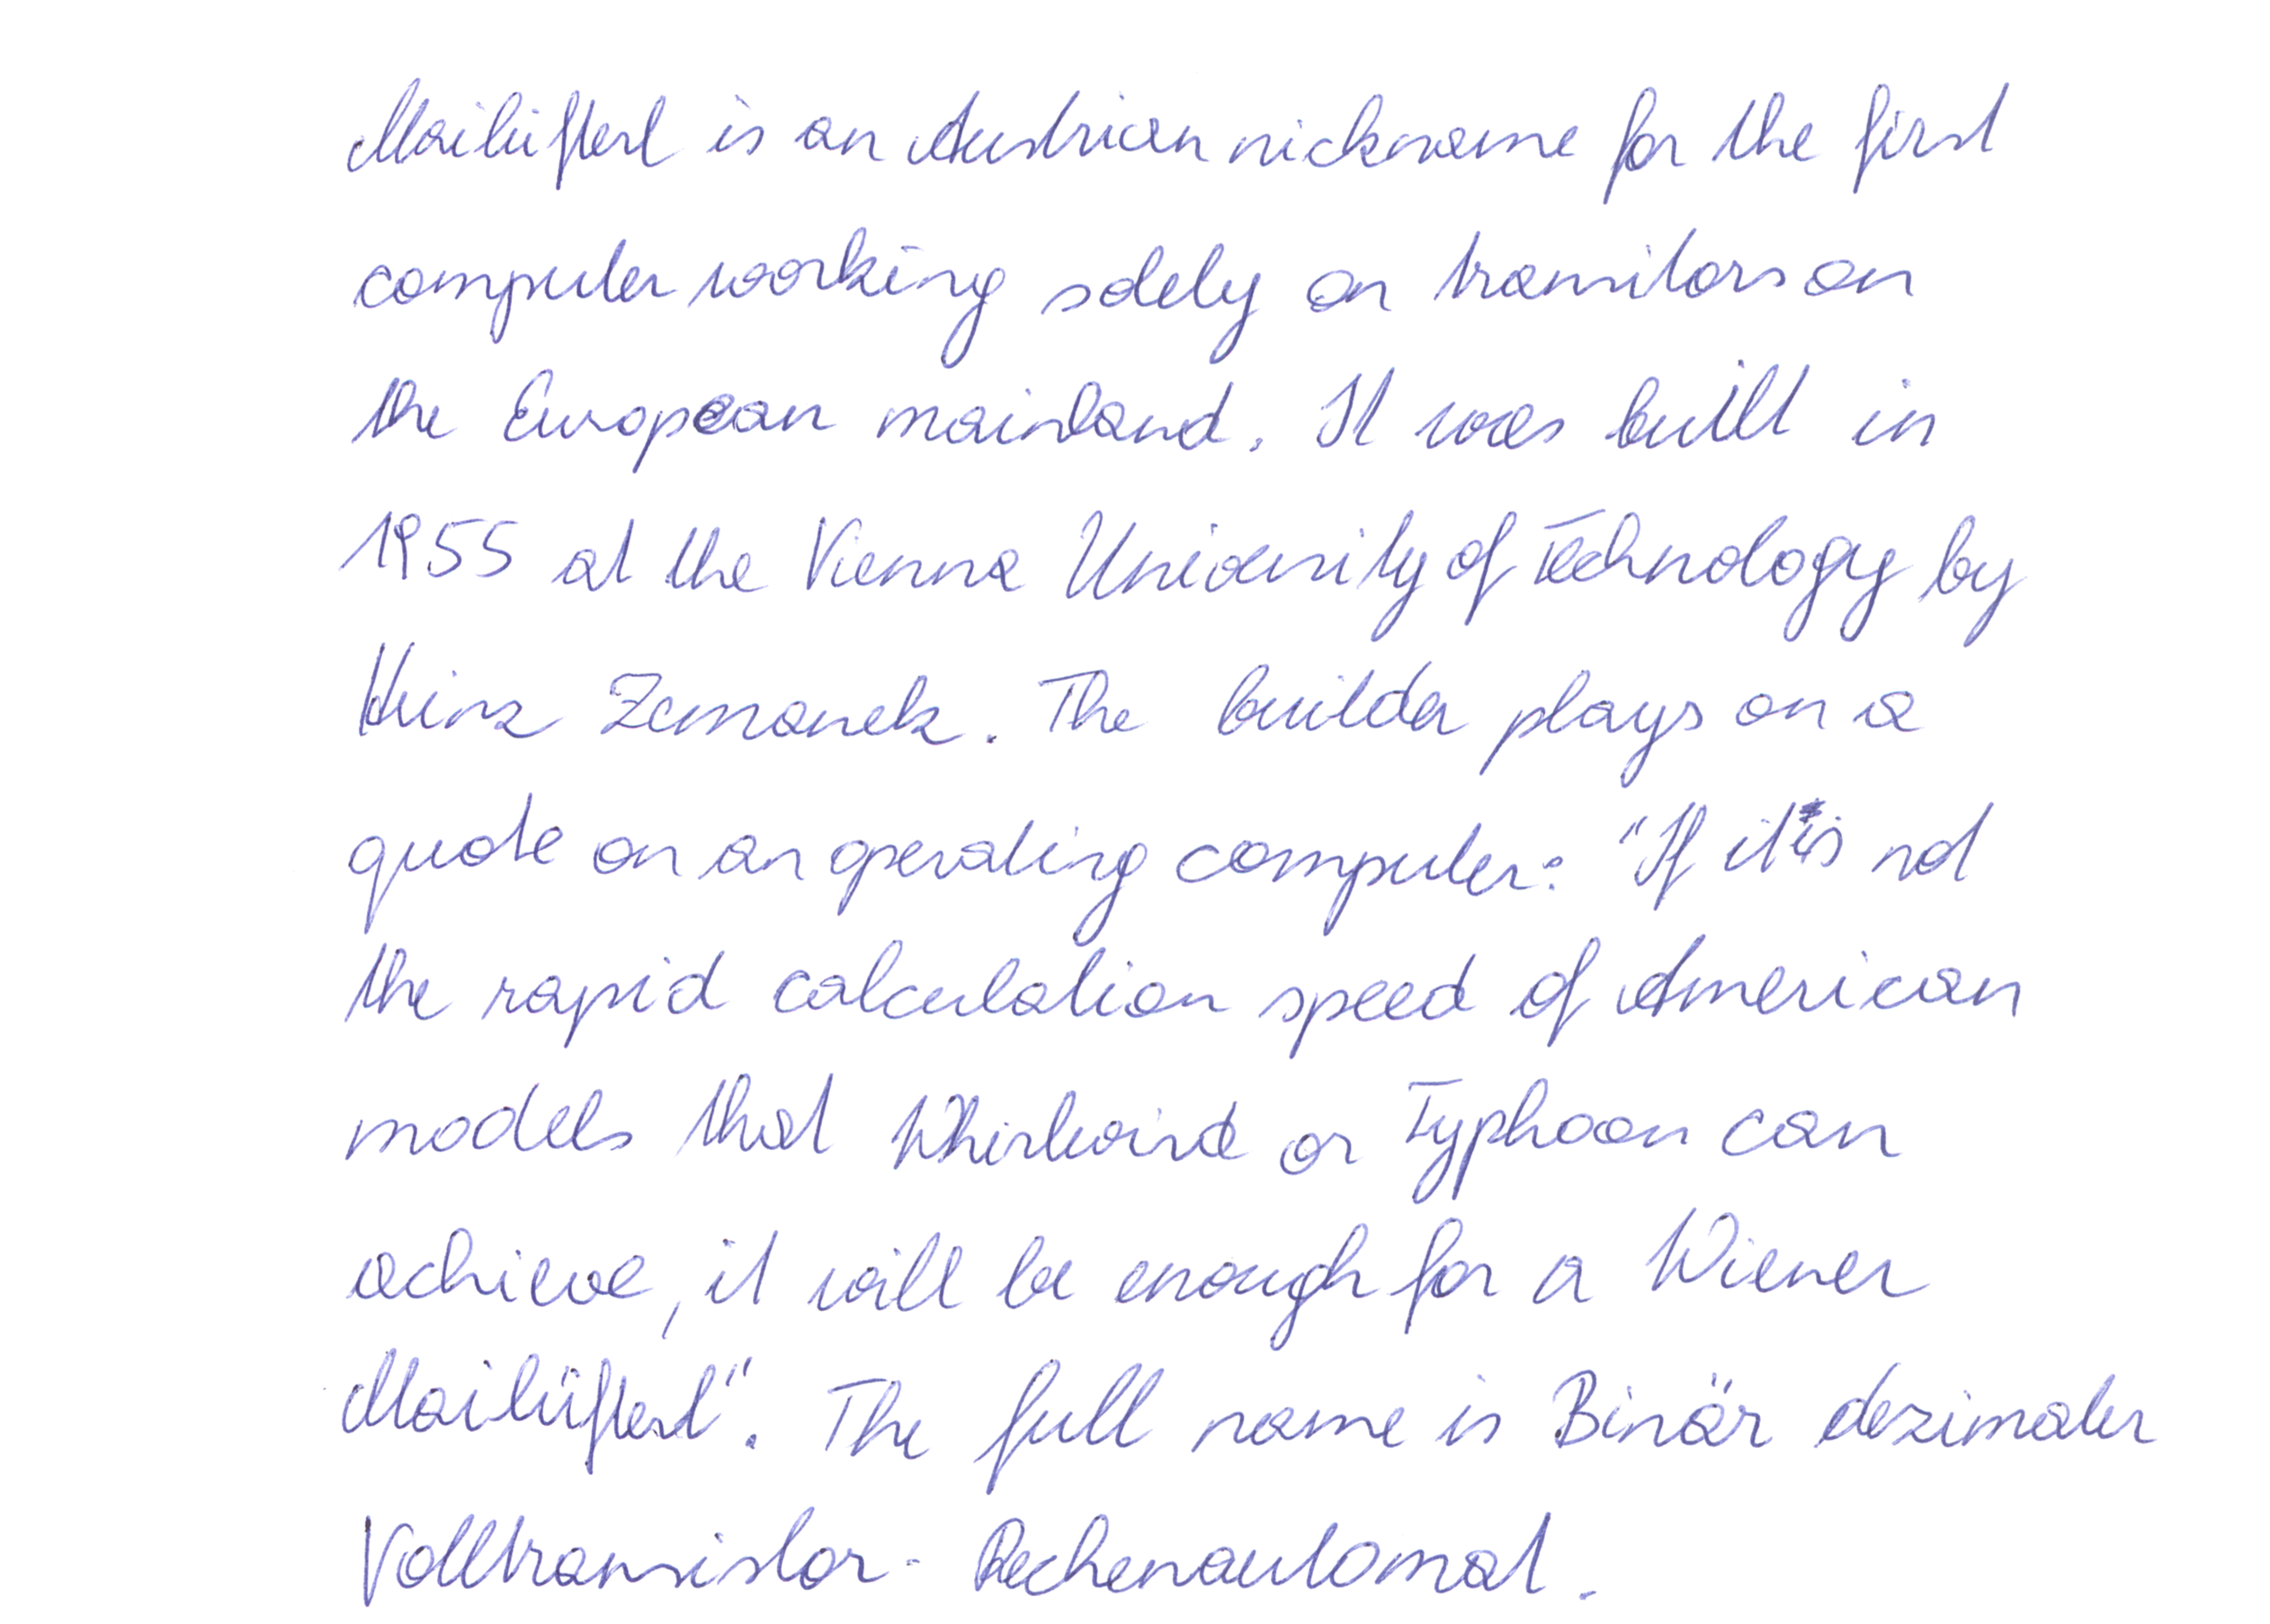 Mailüfterl is an Austrian nickname for the first
computer working solely on transitors on
the European mainland. It was built in
1955 at the Vienna University of Technology by
Heinz Zemanek. The builder plays on a
quote on an operating computer: "If it is not
the rapid calculation speed of American
models that Whirlwind or Typhoon can
achieve, it will be enough for a Wiener
Mailüfterl". The full name is Binär dezimaler
Volltransistor-Rechenautomat.